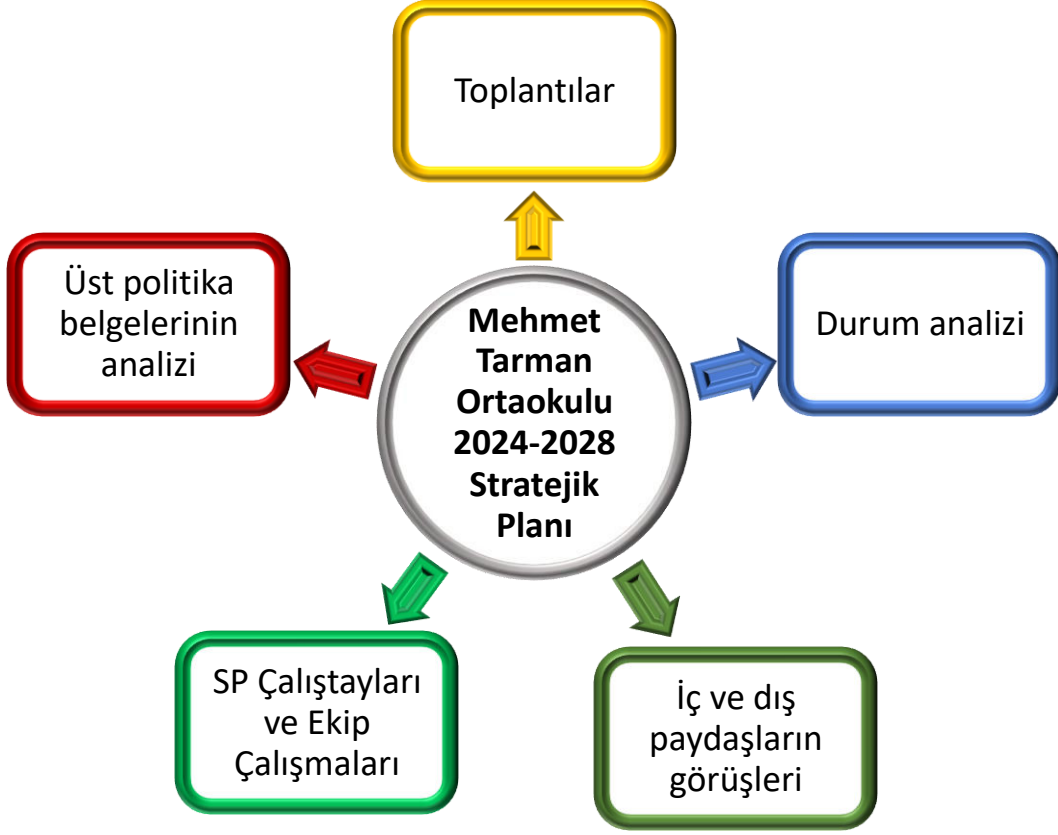 Toplantılar
Üst politika
belgelerinin
analizi
Mehmet
Tarman
Ortaokulu
2024-2028
Stratejik
Planı
Durum analizi
SP Çalıştayları
ve Ekip
Çalışmaları
İç ve dış
paydaşların
görüşleri